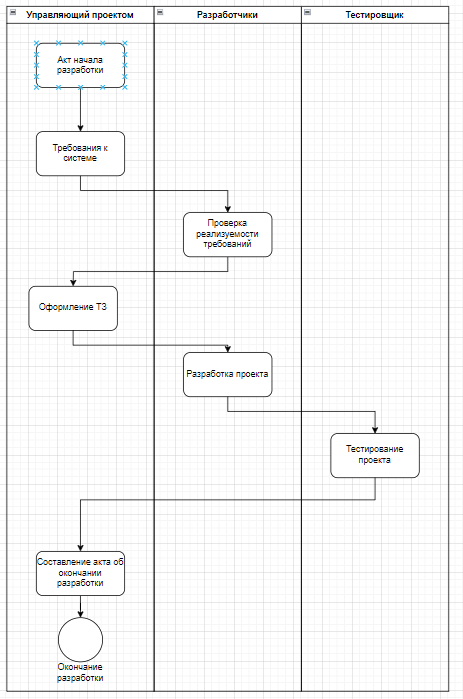 Управляющий проектом
Разработчики
Тестировщик
Акт начала
разработки
Требования к
системе
Проверка
реализуемости
требований
Оформление ТЗ
Разработка проекта
Тестирование
проекта
Составление акта об
окончании
разработки
Окончание
разработки